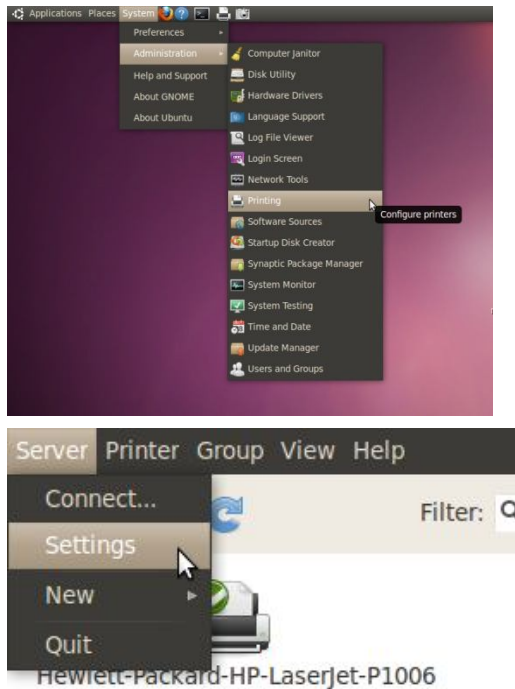 Applications Places System
Preferences
Administration
Help and Support
About GNOME
About Ubuntu
Computer Janitor
Disk Utility
Hardware Drivers
Language Support
Log File Viewer
Login Screen
Network Tools
Printing
Configure printers
Software Sources
Startup Disk Creator
Synaptic Package Manager
System Monitor
System Testing
Time and Date
Update Manager
Users and Groups
Server Printer Group View Help
Connect...
Settings
New
Quit
Filter:
Hewlett-Packard-HP-LaserJet-P1006